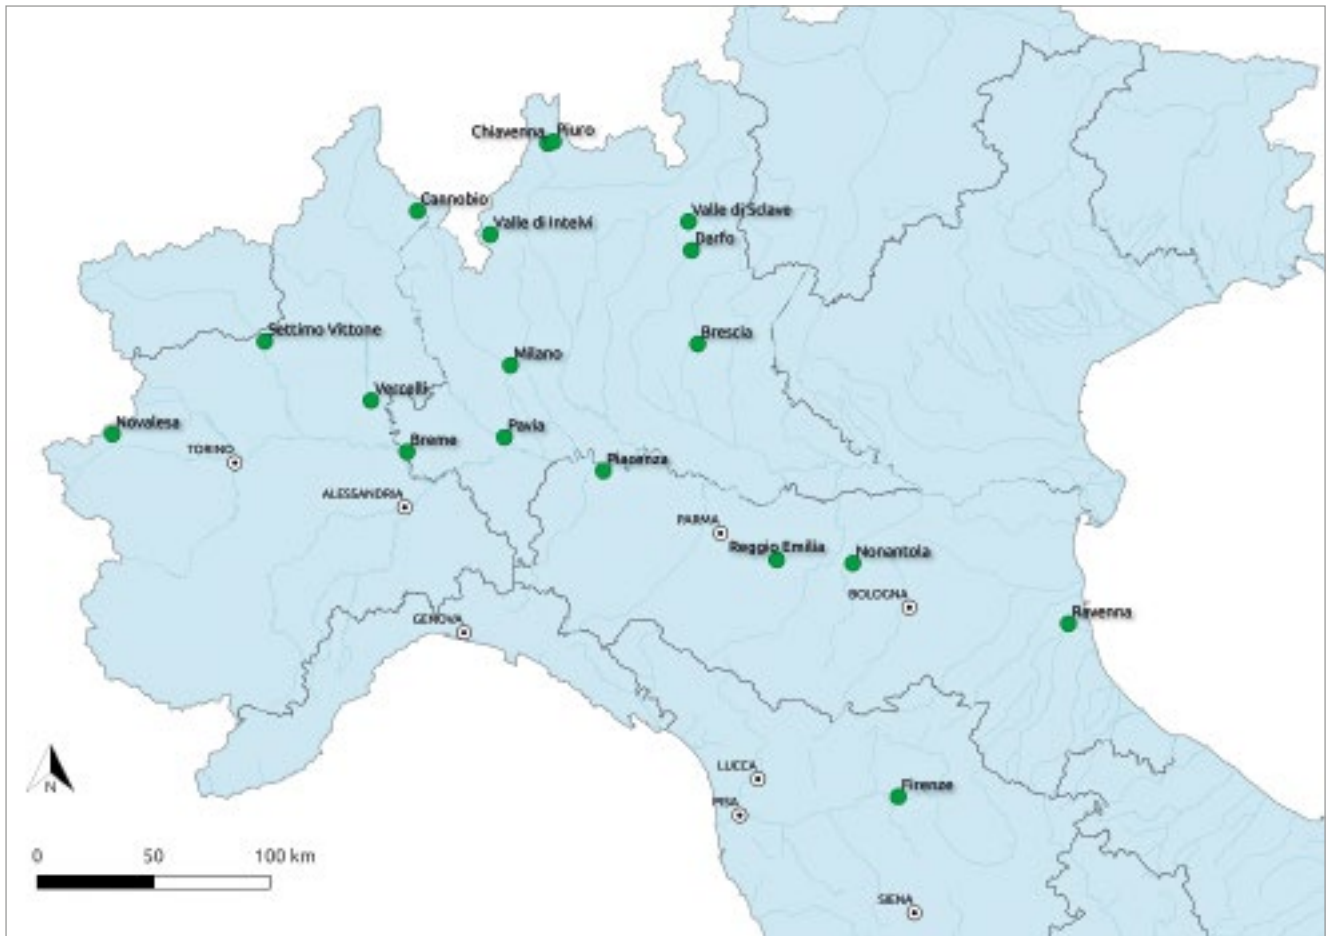 Chiavenna
Piuro
Cannobio
Valle di Intelvi
Valle di Sclave
Darfo
Settimo Vittone
Brescia
Milano
Vercelli
Novalesa
Pavia
Breme
TORINO
Piacenza
ALESSANDRIA
PARMA
Reggio Emilia
Nonantola
BOLOGNA
GENOVA
Ravenna
LUCCA
Firenze
N
PISA
0 50 100 km
SIENA